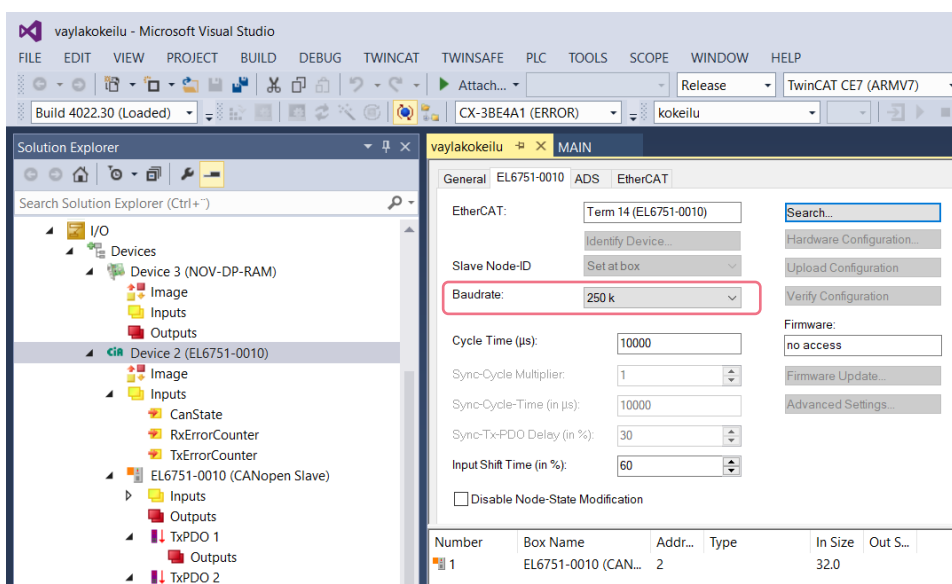 vaylakokeilu - Microsoft Visual Studio
FILE EDIT VIEW PROJECT BUILD DEBUG TWINCAT TWINSAFE PLC TOOLS SCOPE WINDOW HELP
Attach... Release TwinCAT CE7 (ARMV7)
Build 4022.30 (Loaded) CX-3BE4A1 (ERROR) kokeilu
Solution Explorer
Search Solution Explorer (Ctrl+¨)
I/O
Devices
Device 3 (NOV-DP-RAM)
Image
Inputs
Outputs
CiA Device 2 (EL6751-0010)
Image
Inputs
CanState
RxErrorCounter
TxErrorCounter
EL6751-0010 (CANopen Slave)
Inputs
Outputs
TxPDO 1
Outputs
TxPDO 2
vaylakokeilu MAIN
General EL6751-0010 ADS EtherCAT
EtherCAT: Term 14 (EL6751-0010) Search...
Identify Device... Hardware Configuration...
Slave Node-ID Set at box Upload Configuration
Baudrate: 250 k Verify Configuration
Firmware:
Cycle Time (µs): 10000 no access
Sync-Cycle Multiplier: 1 Firmware Update...
Sync-Cycle-Time (in µs): 10000 Advanced Settings...
Sync-Tx-PDO Delay (in %): 30
Input Shift Time (in %): 60
Disable Node-State Modification
Number Box Name Addr... Type In Size Out S...
1 EL6751-0010 (CAN... 2 32.0